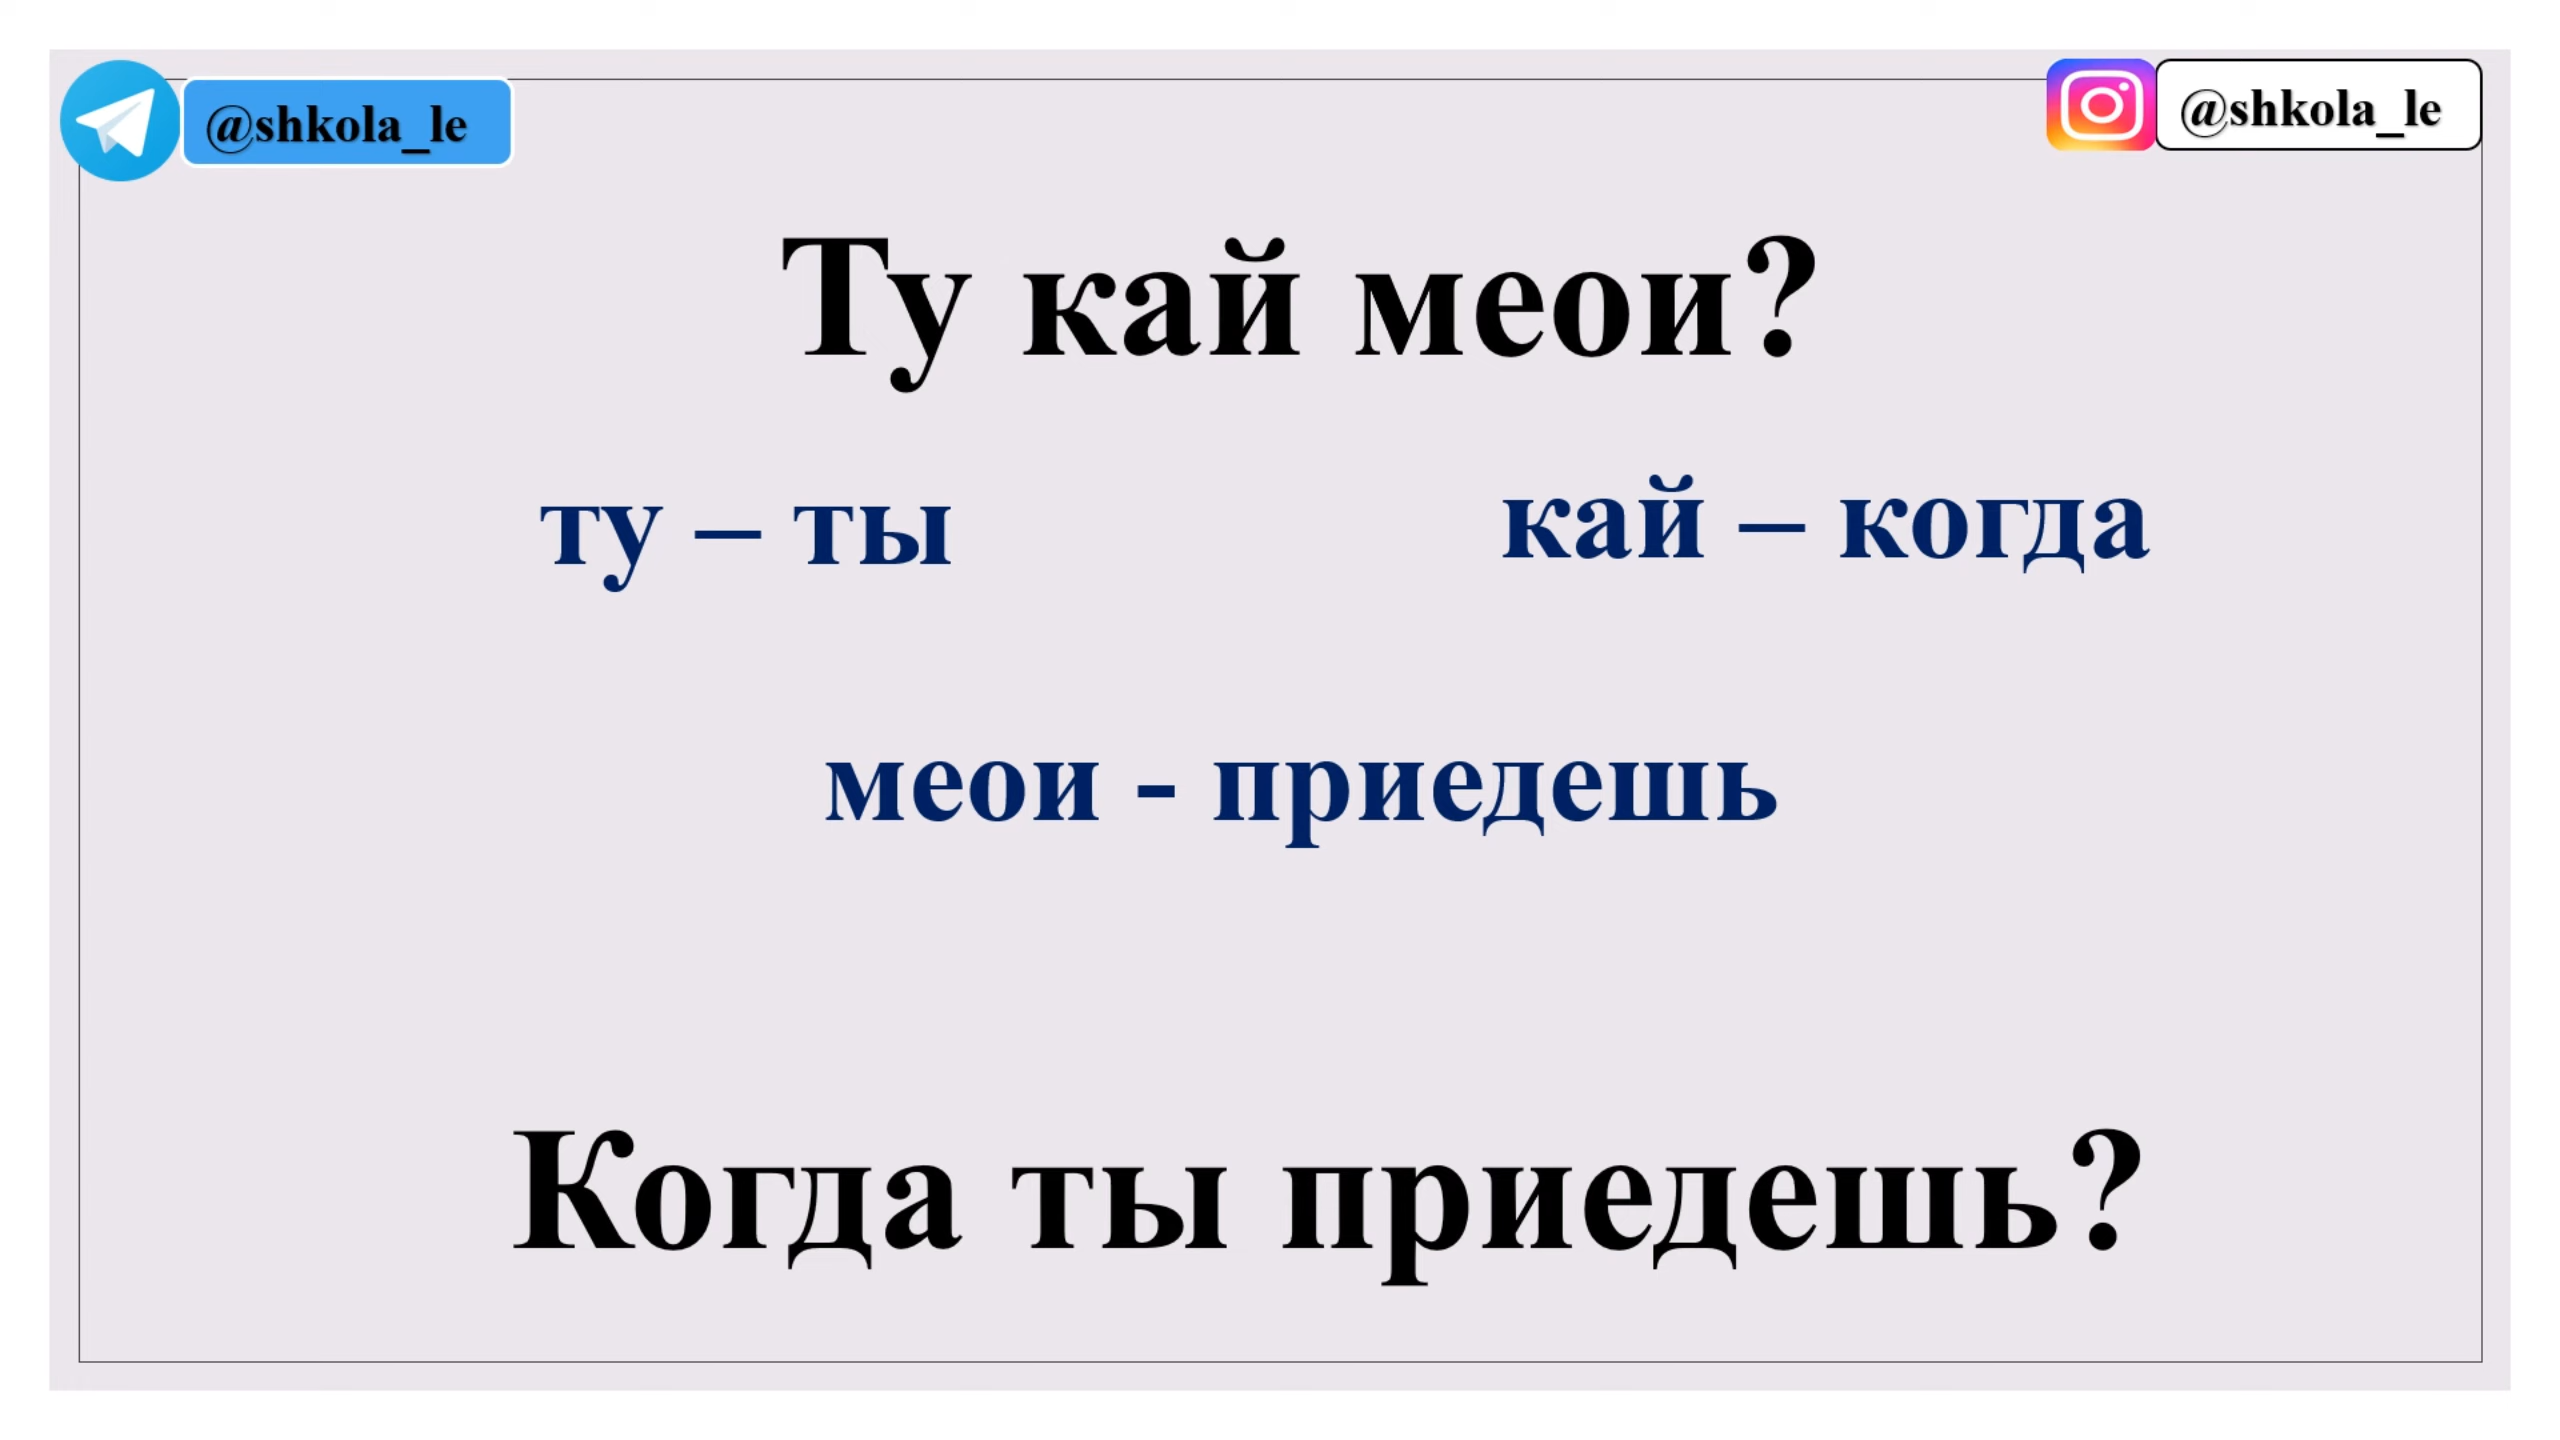 @shkola_le
@shkola_le
Ту кай меои?
ту – ты
кай – когда
меои - приедешь
Когда ты приедешь?